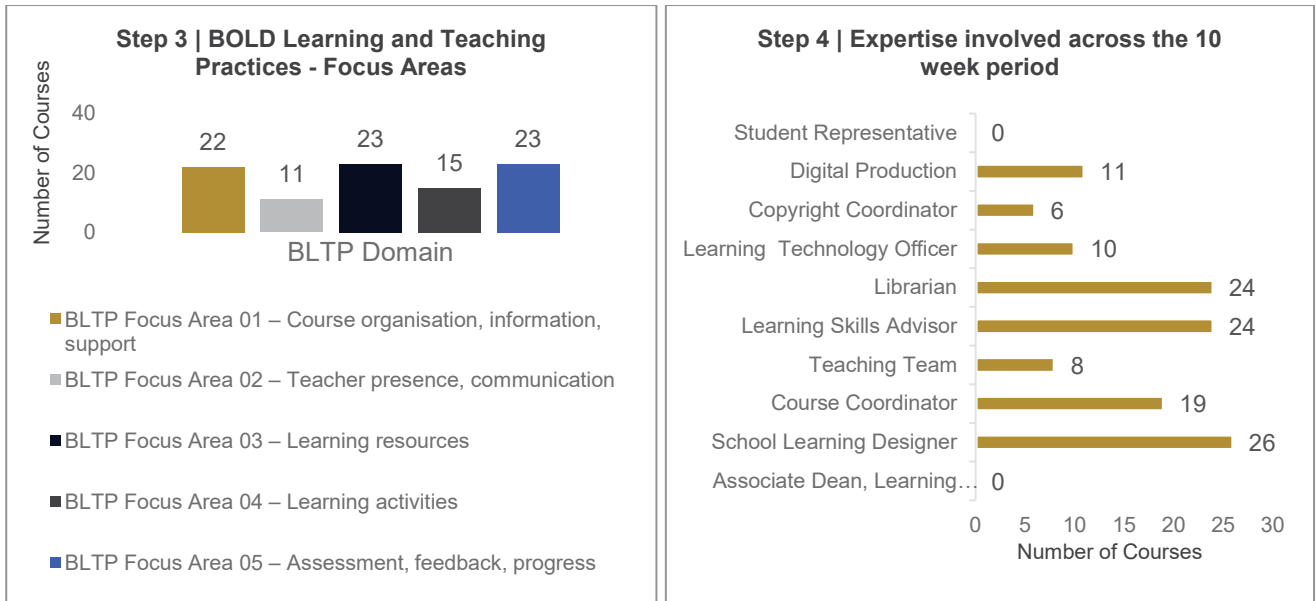 Step 3 | BOLD Learning and Teaching
Practices - Focus Areas
Number of Courses
40
20
0
22
11
23
15
23
BLTP Domain
BLTP Focus Area 01 – Course organisation, information,
support
BLTP Focus Area 02 – Teacher presence, communication
BLTP Focus Area 03 – Learning resources
BLTP Focus Area 04 – Learning activities
BLTP Focus Area 05 – Assessment, feedback, progress
Step 4 | Expertise involved across the 10
week period
Student Representative 0
Digital Production 11
Copyright Coordinator 6
Learning Technology Officer 10
Librarian 24
Learning Skills Advisor 24
Teaching Team 8
Course Coordinator 19
School Learning Designer 26
Associate Dean, Learning… 0
0 5 10 15 20 25 30
Number of Courses